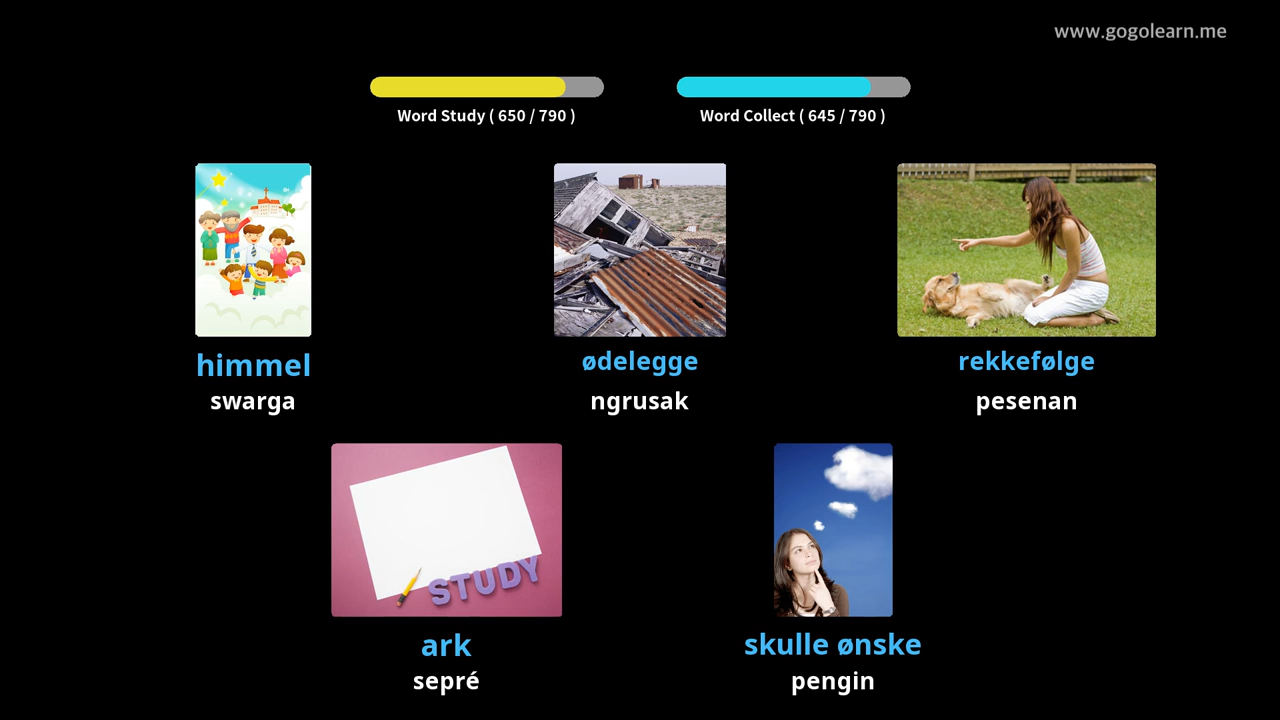 www.gogolearn.me
Word Study ( 650 / 790 )
Word Collect ( 645 / 790 )
himmel
swarga
ødelegge
ngrusak
rekkefølge
pesenan
STUDY
ark
sepré
skulle ønske
pengin